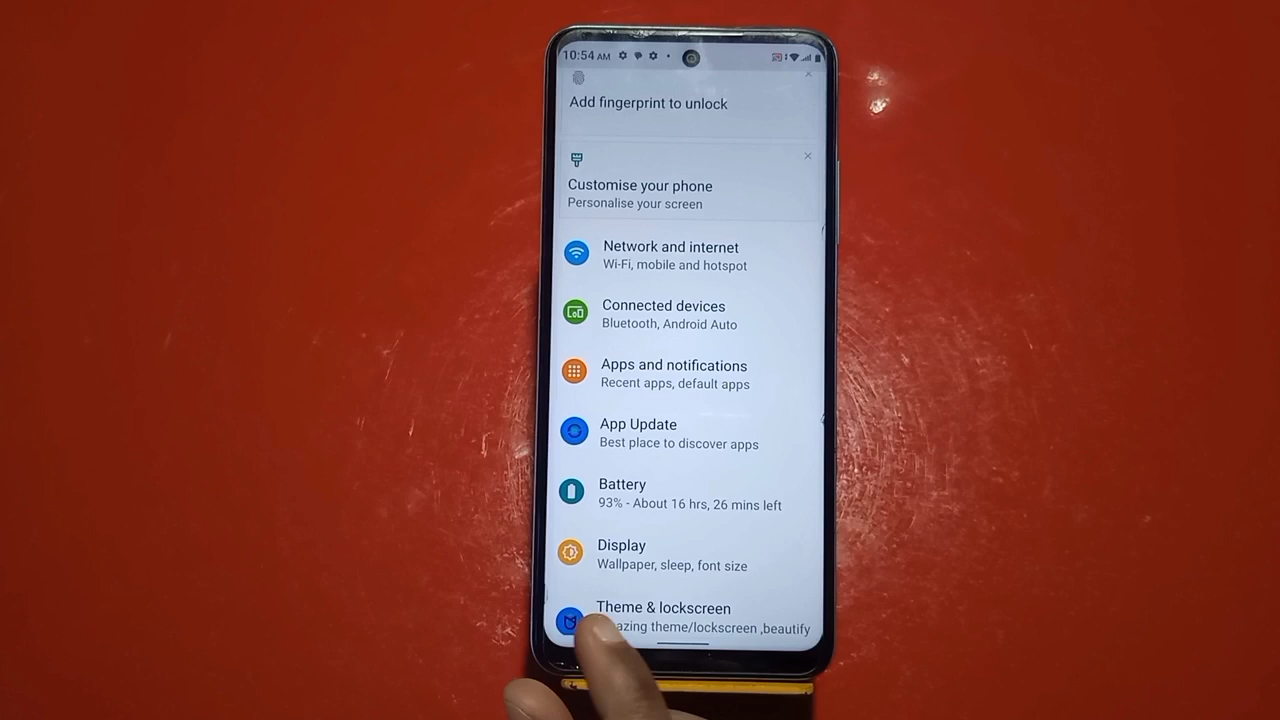 10:54 AM
Add fingerprint to unlock
Customise your phone
Personalise your screen
Network and internet
Wi-Fi, mobile and hotspot
Connected devices
Bluetooth, Android Auto
Apps and notifications
Recent apps, default apps
App Update
Best place to discover apps
Battery
93% - About 16 hrs, 26 mins left
Display
Wallpaper, sleep, font size
Theme & lockscreen
azing theme/lockscreen ,beautify